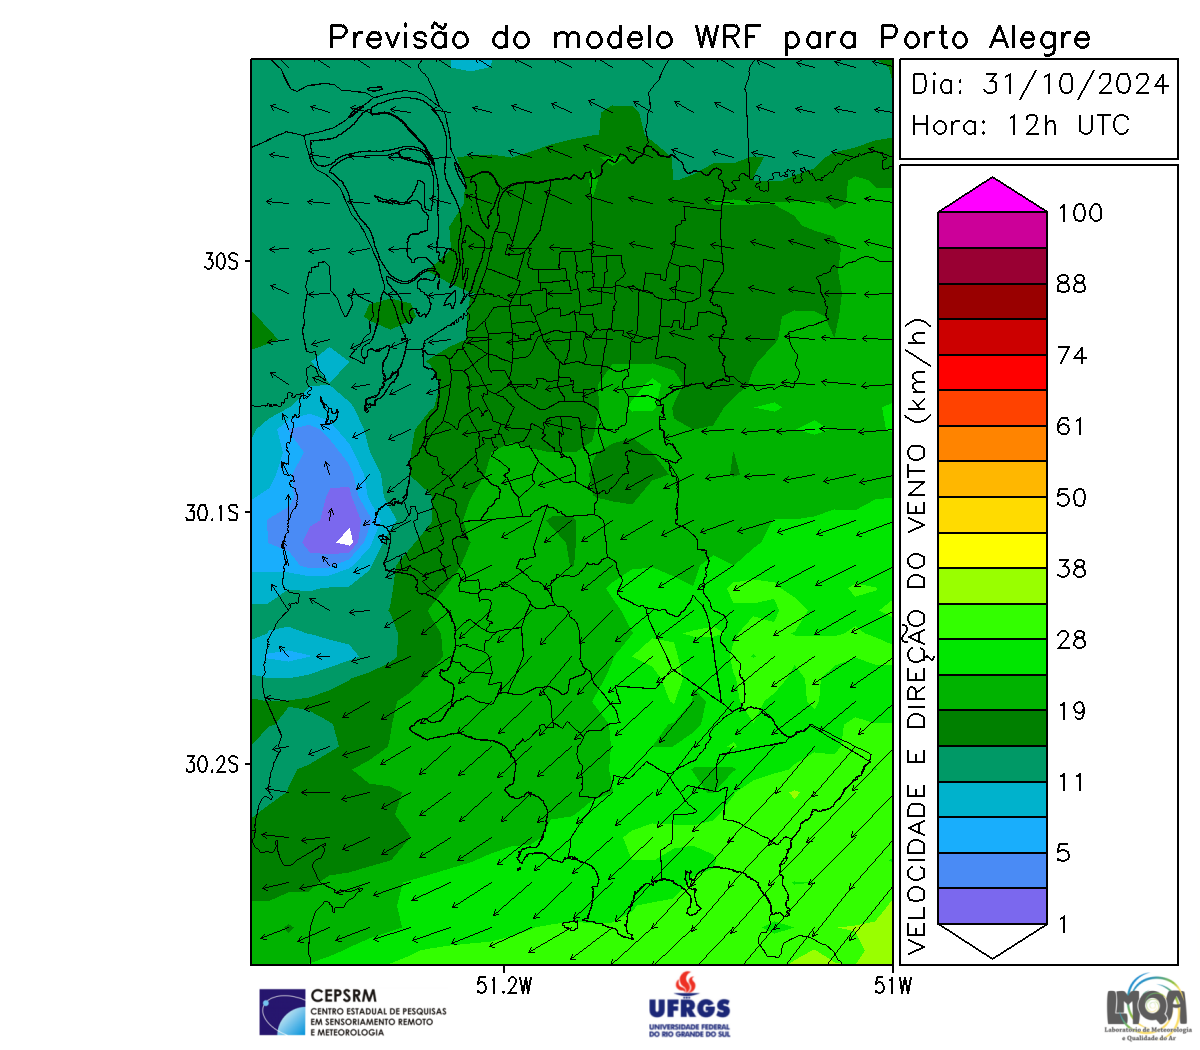 Previsão do modelo WRF para Porto Alegre
Dia: 31/10/2024
Hora: 12h UTC
VELOCIDADE E DIREÇÃO DO VENTO (km/h)
100
88
74
61
50
38
28
19
11
5
1
30S
30.1S
30.2S
51.2W
51W
CEPSRM
CENTRO ESTADUAL DE PESQUISAS
EM SENSORIAMENTO REMOTO
E METEOROLOGIA
UFRGS
UNIVERSIDADE FEDERAL
DO RIO GRANDE DO SUL
LMQA
Laboratório de Meteorologia
e Qualidade do Ar